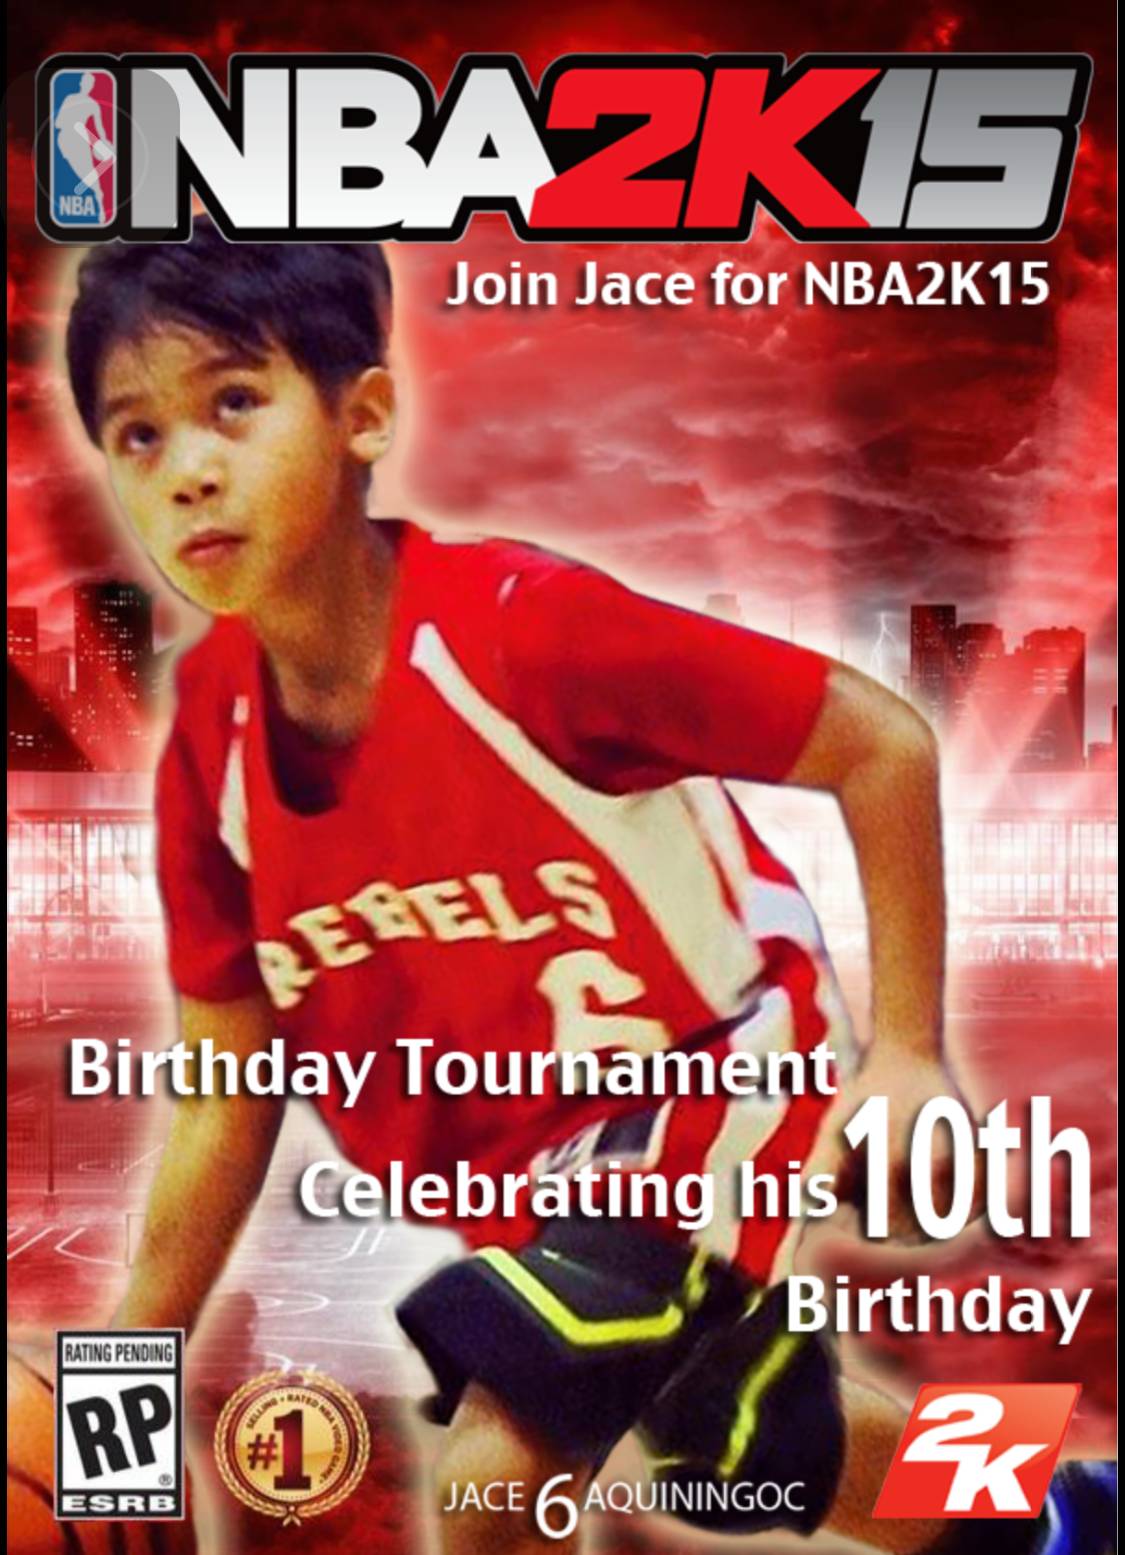 NBA
NBA2K15
Join Jace for NBA2K15
REBELS
6
Birthday Tournament
Celebrating his 10th
Birthday
RATING PENDING
RP
®
ESRB
#1
2K
JACE 6 AQUININGOC